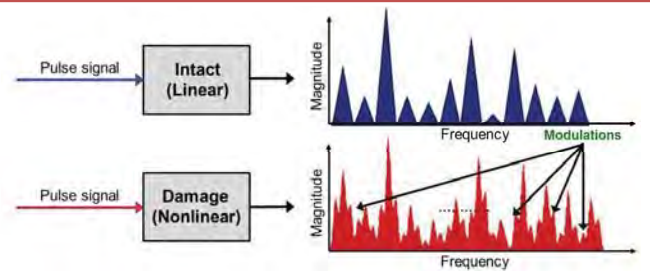 Pulse signal
Intact
(Linear)
Magnitude
Frequency
Modulations
Pulse signal
Damage
(Nonlinear)
Magnitude
Frequency